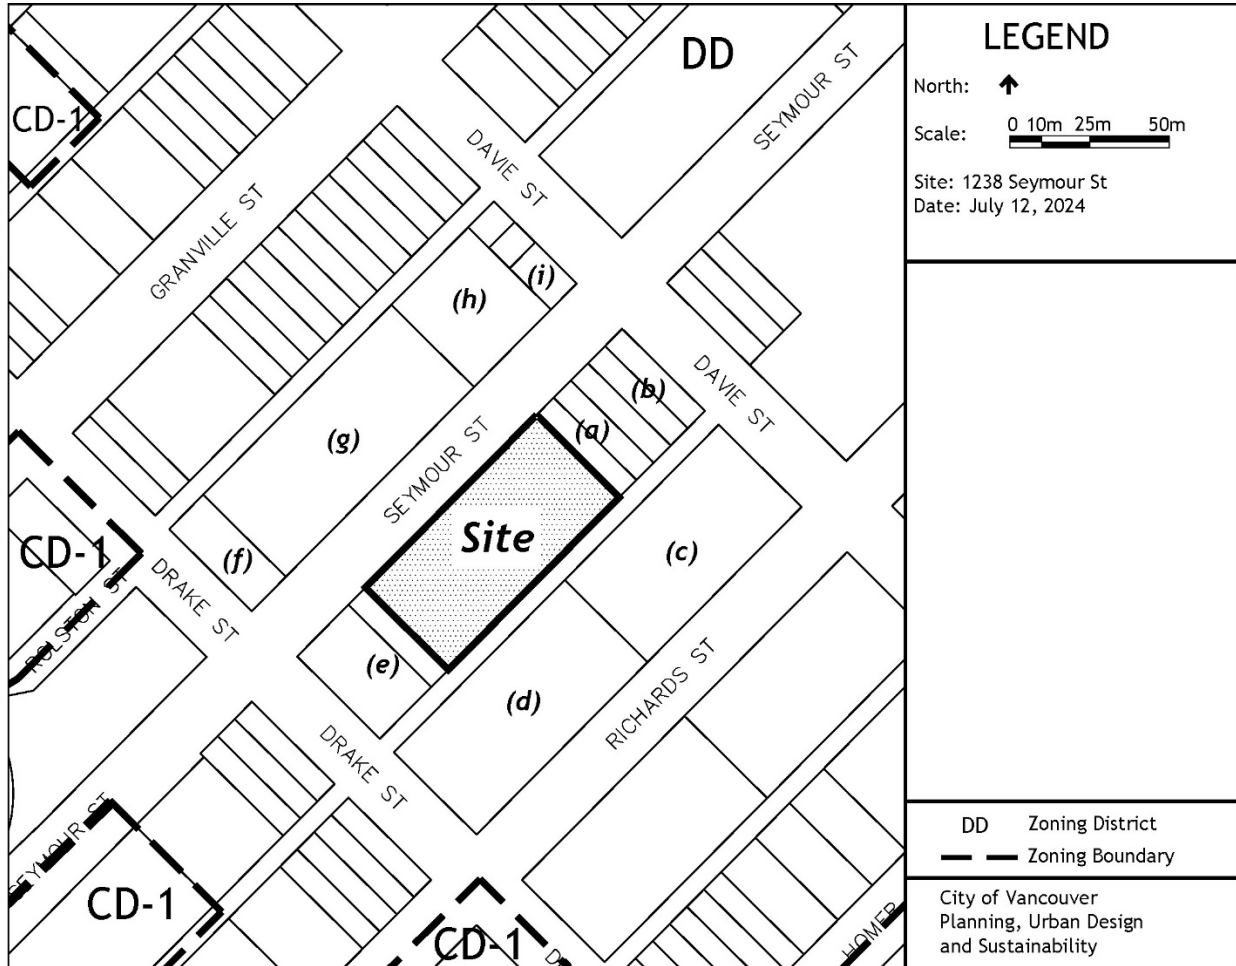 DD
SEYMOUR ST
CD-1
DAVIE ST
GRANVILLE ST
(i)
(h)
(b)
DAVIE ST
(a)
(g)
SEYMOUR ST
Site
CD-1
(f)
(c)
DRAKE ST
ROLSTON ST
(e)
(d)
RICHARDS ST
DRAKE ST
SEYMOUR ST
CD-1
CD-1
D
HOMER
LEGEND
North:
Scale: 0 10m 25m 50m
Site: 1238 Seymour St
Date: July 12, 2024
DD Zoning District
Zoning Boundary
City of Vancouver
Planning, Urban Design
and Sustainability